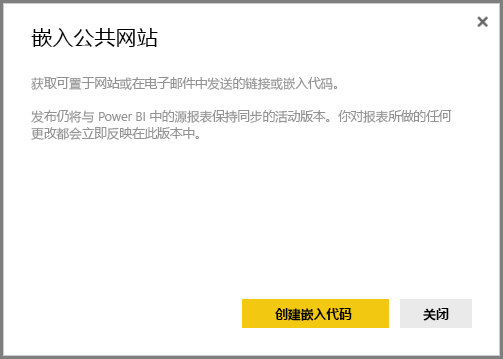 嵌入公共网站
获取可置于网站或在电子邮件中发送的链接或嵌入代码。
发布仍将与 Power BI 中的源报表保持同步的活动版本。你对报表所做的任何
更改都会立即反映在此版本中。
创建嵌入代码
关闭